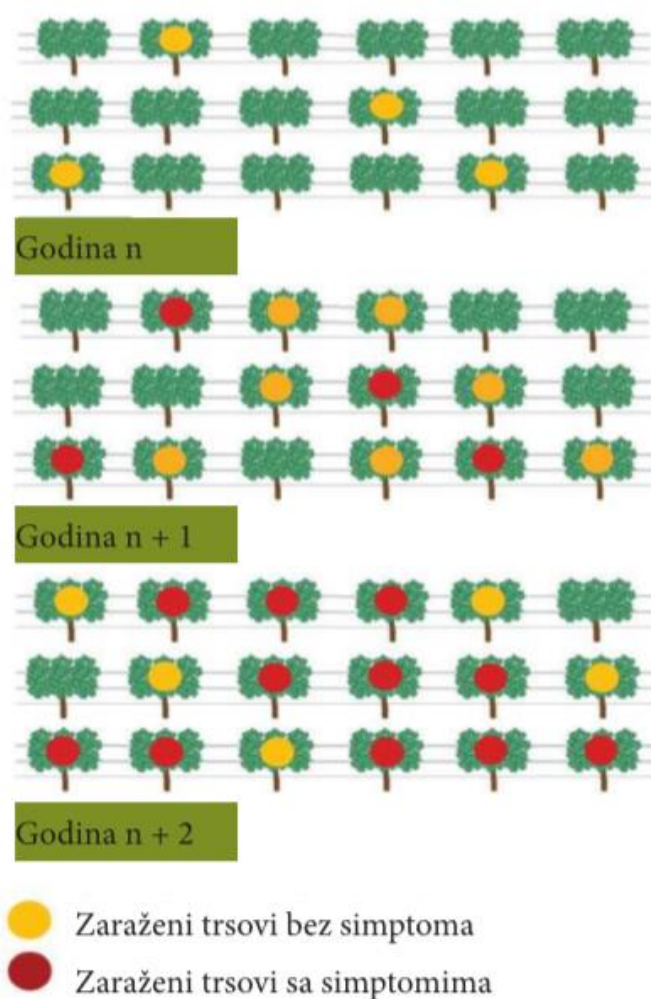 Godina n
Godina n + 1
Godina n + 2
Zaraženi trsovi bez simptoma
Zaraženi trsovi sa simptomima